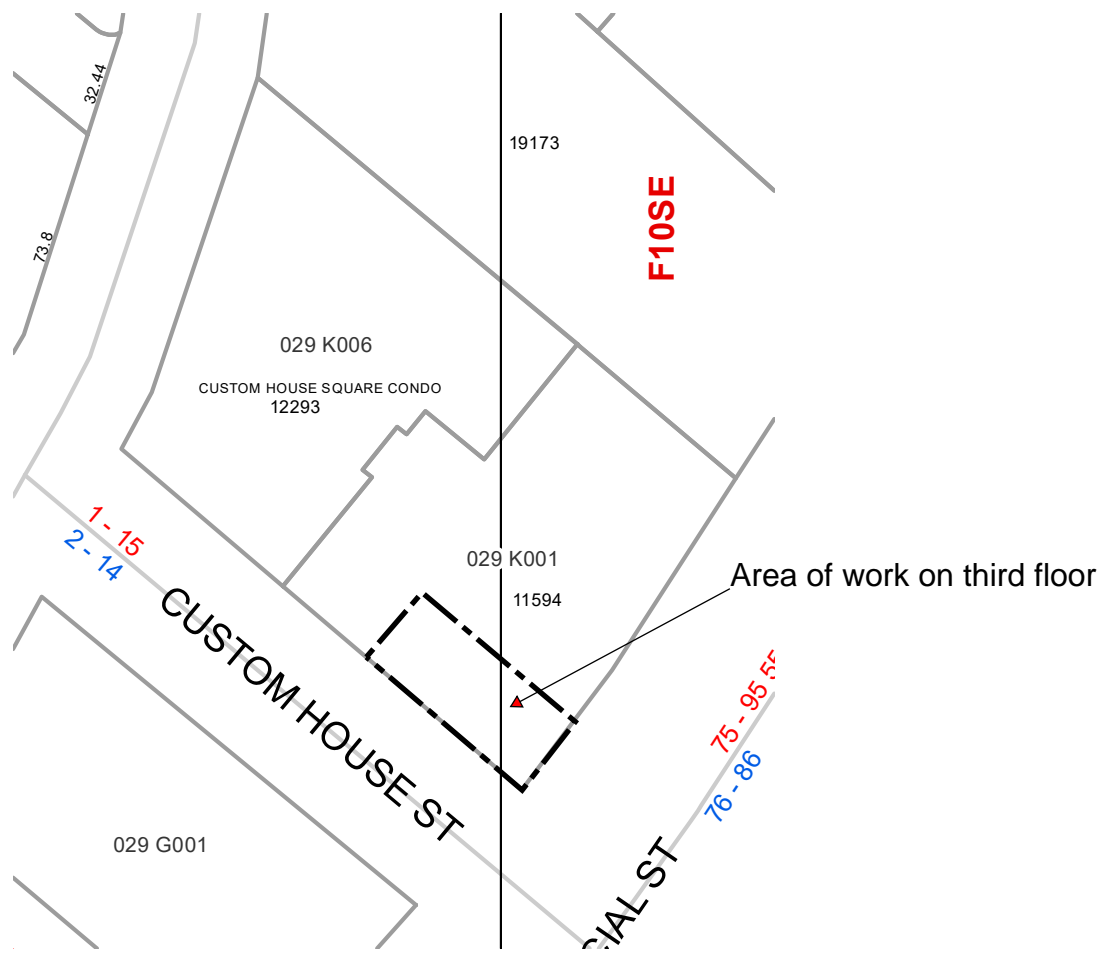 32.44
19173
F10SE
73.8
029 K006
CUSTOM HOUSE SQUARE CONDO
12293
1 - 15
2 - 14
029 K001
Area of work on third floor
11594
CUSTOM HOUSE ST
75 - 95
76 - 86
029 G001
CIAL ST